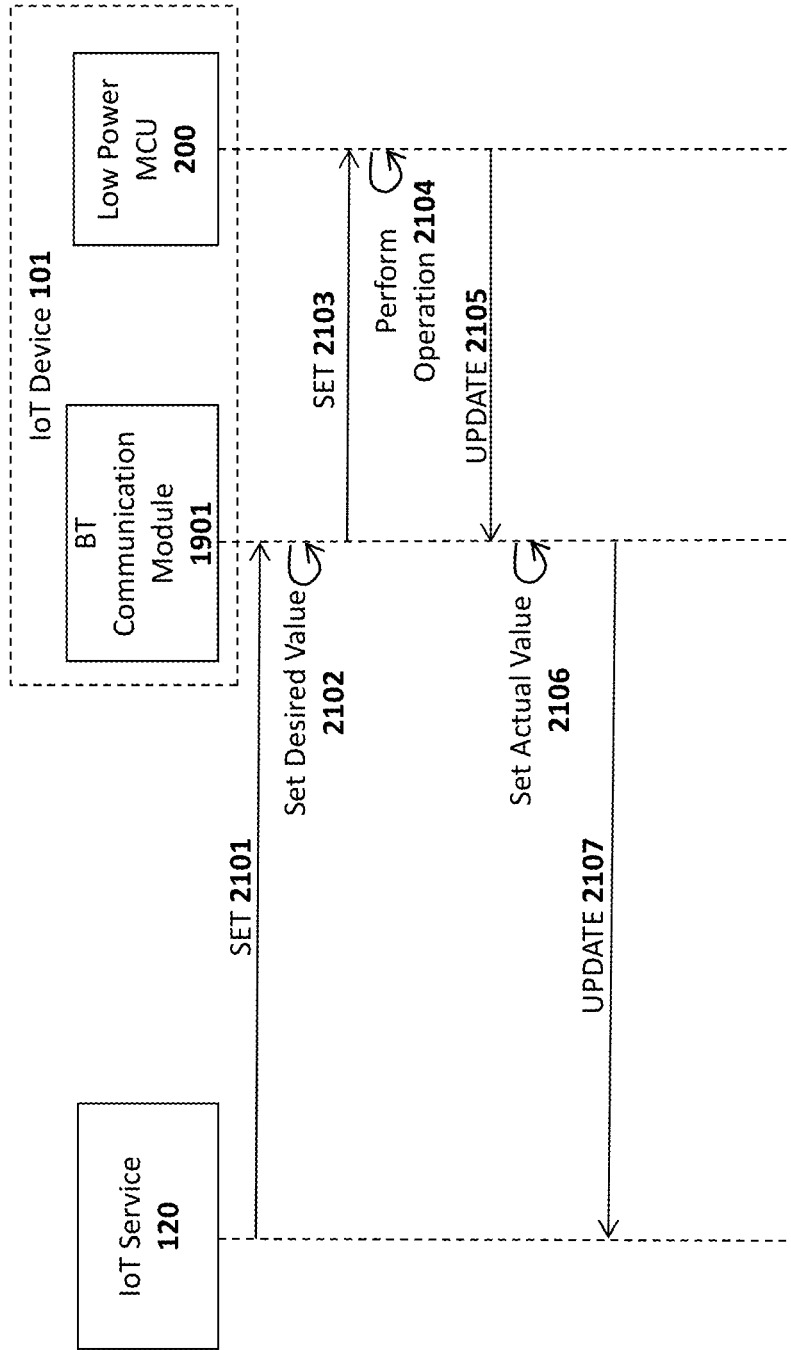 IoT Device 101
IoT Service
120
BT
Communication
Module
1901
Low Power
MCU
200
SET 2101
Set Desired Value
2102
SET 2103
Perform
Operation 2104
UPDATE 2105
Set Actual Value
2106
UPDATE 2107